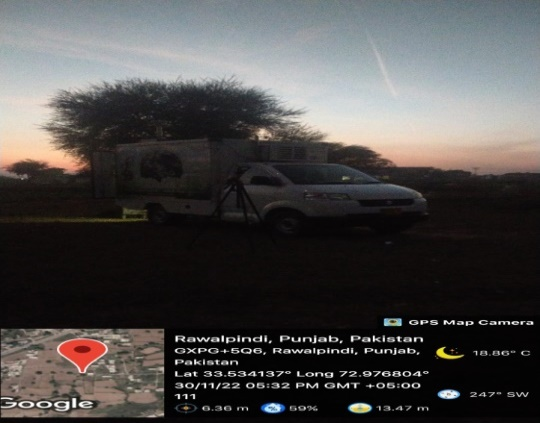 GPS Map Camera
Rawalpindi, Punjab, Pakistan
GXPG+5Q6, Rawalpindi, Punjab,
Pakistan
18.86° C
Lat 33.534137° Long 72.976804°
30/11/22 05:32 PM GMT +05:00
111
247° SW
6.36 m
59%
13.47 m
Google